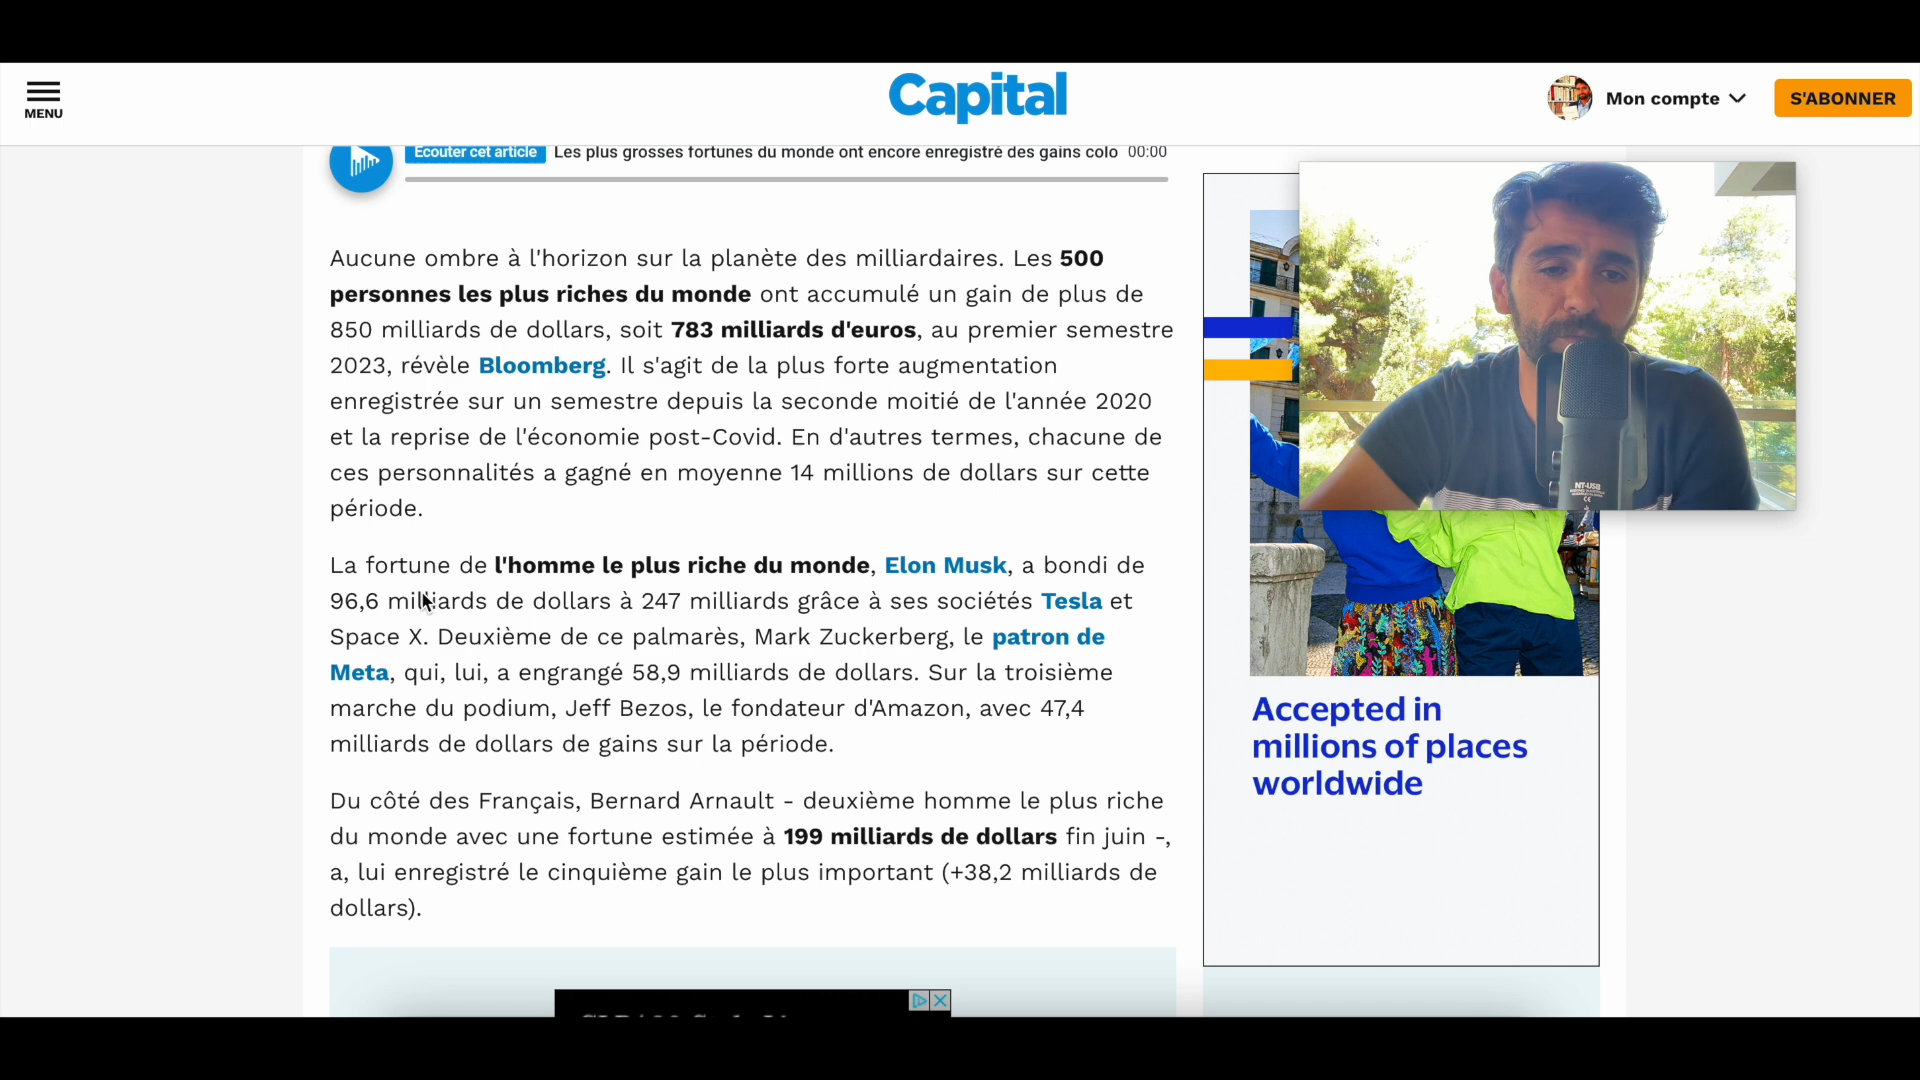 MENU
Capital
Mon compte
S'ABONNER
Ecouter cet article Les plus grosses fortunes du monde ont encore enregistré des gains colo 00:00
Aucune ombre à l'horizon sur la planète des milliardaires. Les 500
personnes les plus riches du monde ont accumulé un gain de plus de
850 milliards de dollars, soit 783 milliards d'euros, au premier semestre
2023, révèle Bloomberg. Il s'agit de la plus forte augmentation
enregistrée sur un semestre depuis la seconde moitié de l'année 2020
et la reprise de l'économie post-Covid. En d'autres termes, chacune de
ces personnalités a gagné en moyenne 14 millions de dollars sur cette
période.
La fortune de l'homme le plus riche du monde, Elon Musk, a bondi de
96,6 milliards de dollars à 247 milliards grâce à ses sociétés Tesla et
Space X. Deuxième de ce palmarès, Mark Zuckerberg, le patron de
Meta, qui, lui, a engrangé 58,9 milliards de dollars. Sur la troisième
marche du podium, Jeff Bezos, le fondateur d'Amazon, avec 47,4
milliards de dollars de gains sur la période.
Du côté des Français, Bernard Arnault - deuxième homme le plus riche
du monde avec une fortune estimée à 199 milliards de dollars fin juin -,
a, lui enregistré le cinquième gain le plus important (+38,2 milliards de
dollars).
NT-USB
Accepted in
millions of places
worldwide